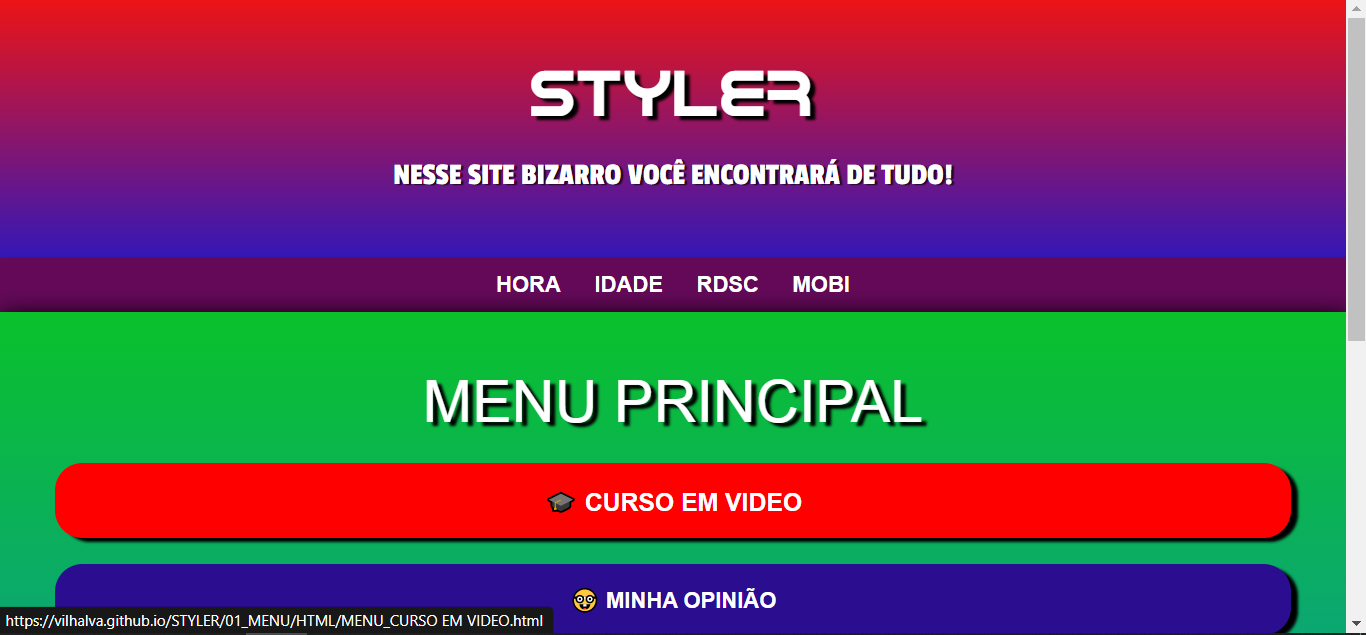 STYLER
NESSE SITE BIZARRO VOCÊ ENCONTRARÁ DE TUDO!
HORA IDADE RDSC MOBI
MENU PRINCIPAL
🎓 CURSO EM VIDEO
🤓 MINHA OPINIÃO
https://vilhalva.github.io/STYLER/01_MENU/HTML/MENU_CURSO EM VIDEO.html